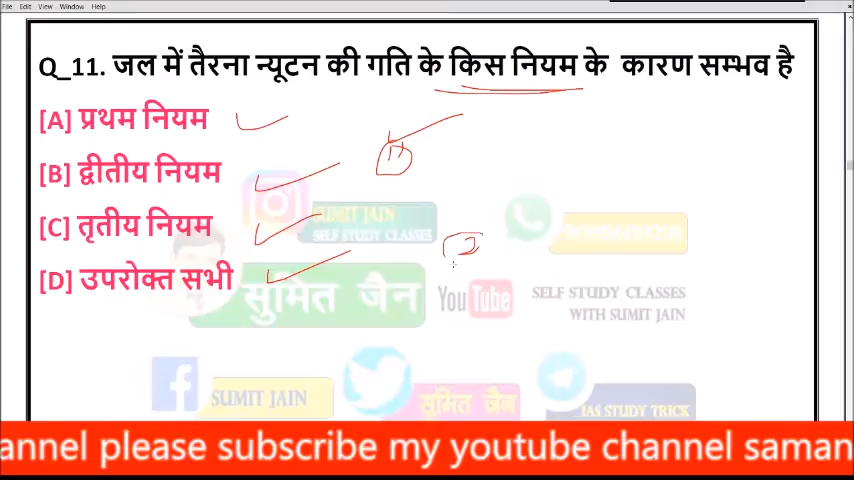 File Edit View Window Help
Q_11. जल में तैरना न्यूटन की गति के किस नियम के कारण सम्भव है
[A] प्रथम नियम
[B] द्वीतीय नियम
[C] तृतीय नियम
[D] उपरोक्त सभी
11
2
SUMIT JAIN
SELF STUDY CLASSES
सुमित जैन
YouTube
SELF STUDY CLASSES
WITH SUMIT JAIN
SUMIT JAIN
सुमित जैन
IAS STUDY TRICK
annel please subscribe my youtube channel saman